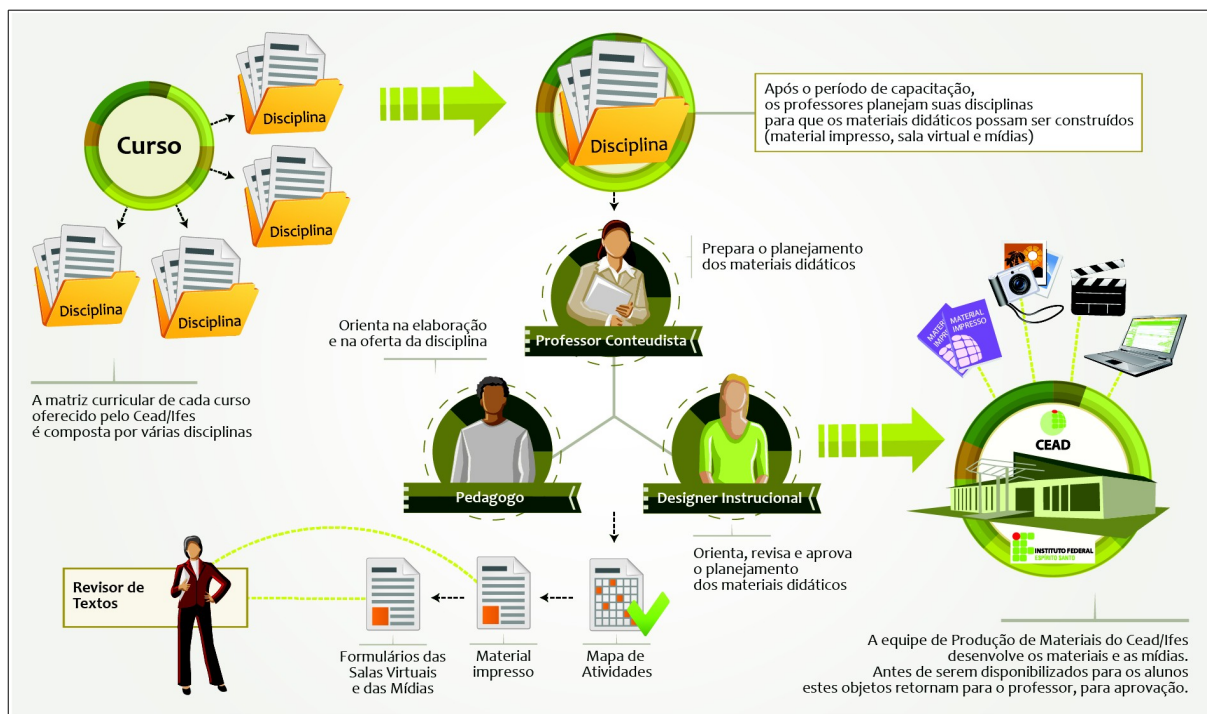 Curso
Disciplina
Disciplina
Disciplina
Disciplina
A matriz curricular de cada curso
oferecido pelo Cead/Ifes
é composta por várias disciplinas
Disciplina
Após o período de capacitação,
os professores planejam suas disciplinas
para que os materiais didáticos possam ser construídos
(material impresso, sala virtual e mídias)
Prepara o planejamento
dos materiais didáticos
Professor Conteudista
Orienta na elaboração
e na oferta da disciplina
Pedagogo
Designer Instrucional
Orienta, revisa e aprova
o planejamento
dos materiais didáticos
Mapa de
Atividades
Material
impresso
Formulários das
Salas Virtuais
e das Mídias
Revisor de
Textos
MATERIAL
IMPRESSO
MATERIAL
IMPRESSO
CEAD
INSTITUTO FEDERAL
ESPÍRITO SANTO
A equipe de Produção de Materiais do Cead/Ifes
desenvolve os materiais e as mídias.
Antes de serem disponibilizados para os alunos
estes objetos retornam para o professor, para aprovação.